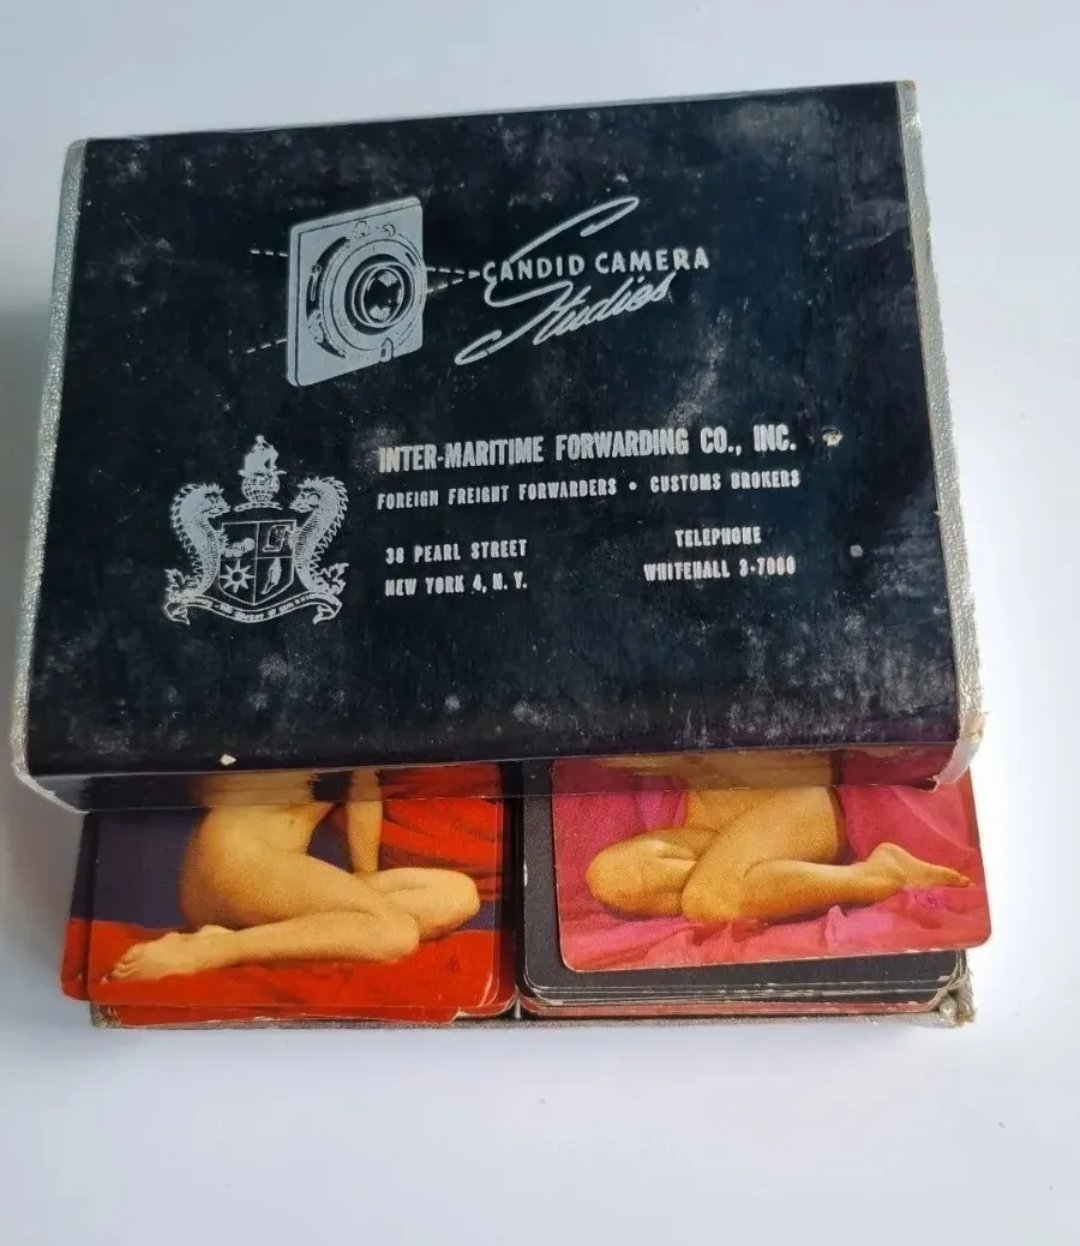 CANDID CAMERA
Studies
INTER-MARITIME FORWARDING CO., INC.
FOREIGN FREIGHT FORWARDERS • CUSTOMS BROKERS
38 PEARL STREET
NEW YORK 4, N. Y.
TELEPHONE
WHITEHALL 3-7000